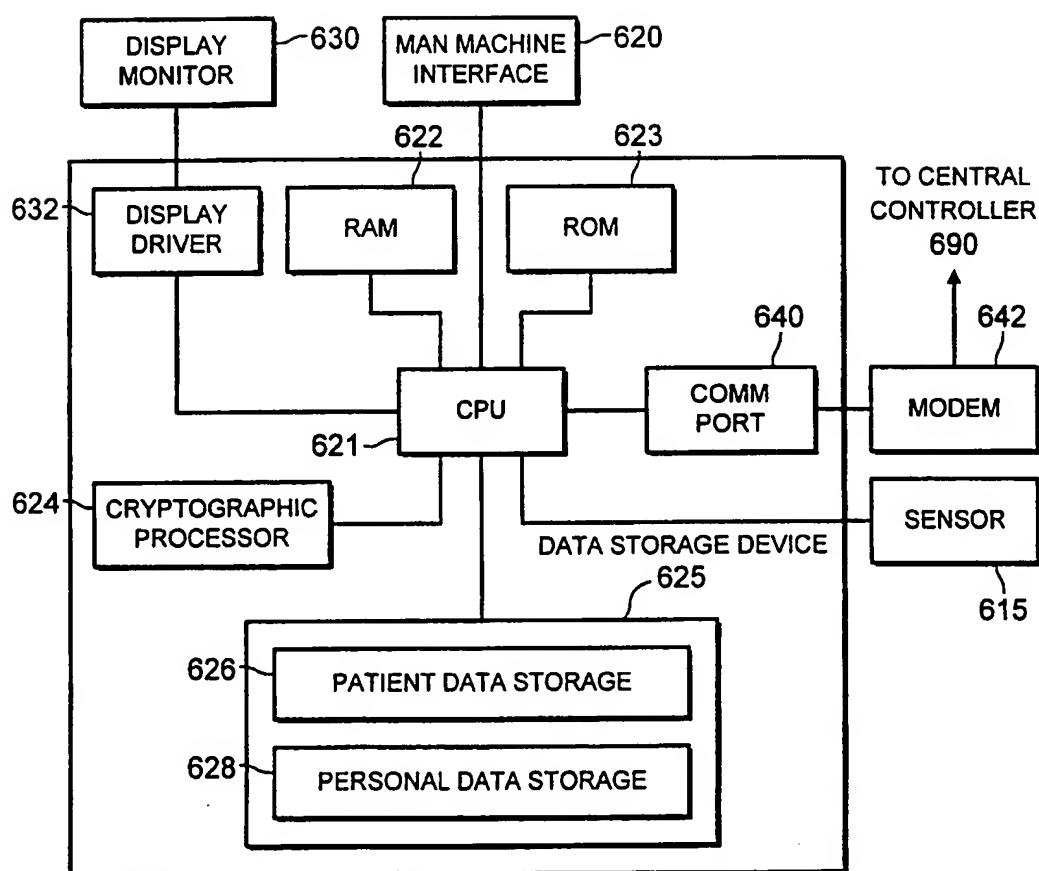 DISPLAY
MONITOR
630
MAN MACHINE
INTERFACE
620
622
623
632
DISPLAY
DRIVER
RAM
ROM
TO CENTRAL
CONTROLLER
690
640
642
CPU
621
COMM
PORT
MODEM
624
CRYPTOGRAPHIC
PROCESSOR
SENSOR
615
DATA STORAGE DEVICE
625
626
PATIENT DATA STORAGE
628
PERSONAL DATA STORAGE